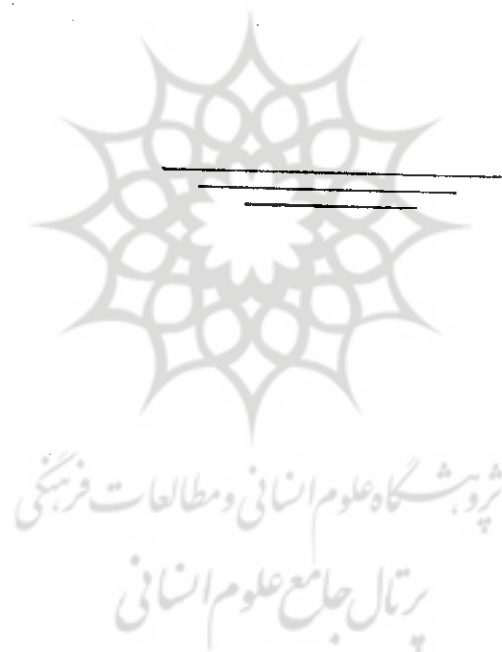 پژوهشگاه علوم انسانی و مطالعات فرهنگی
پرتال جامع علوم انسانی